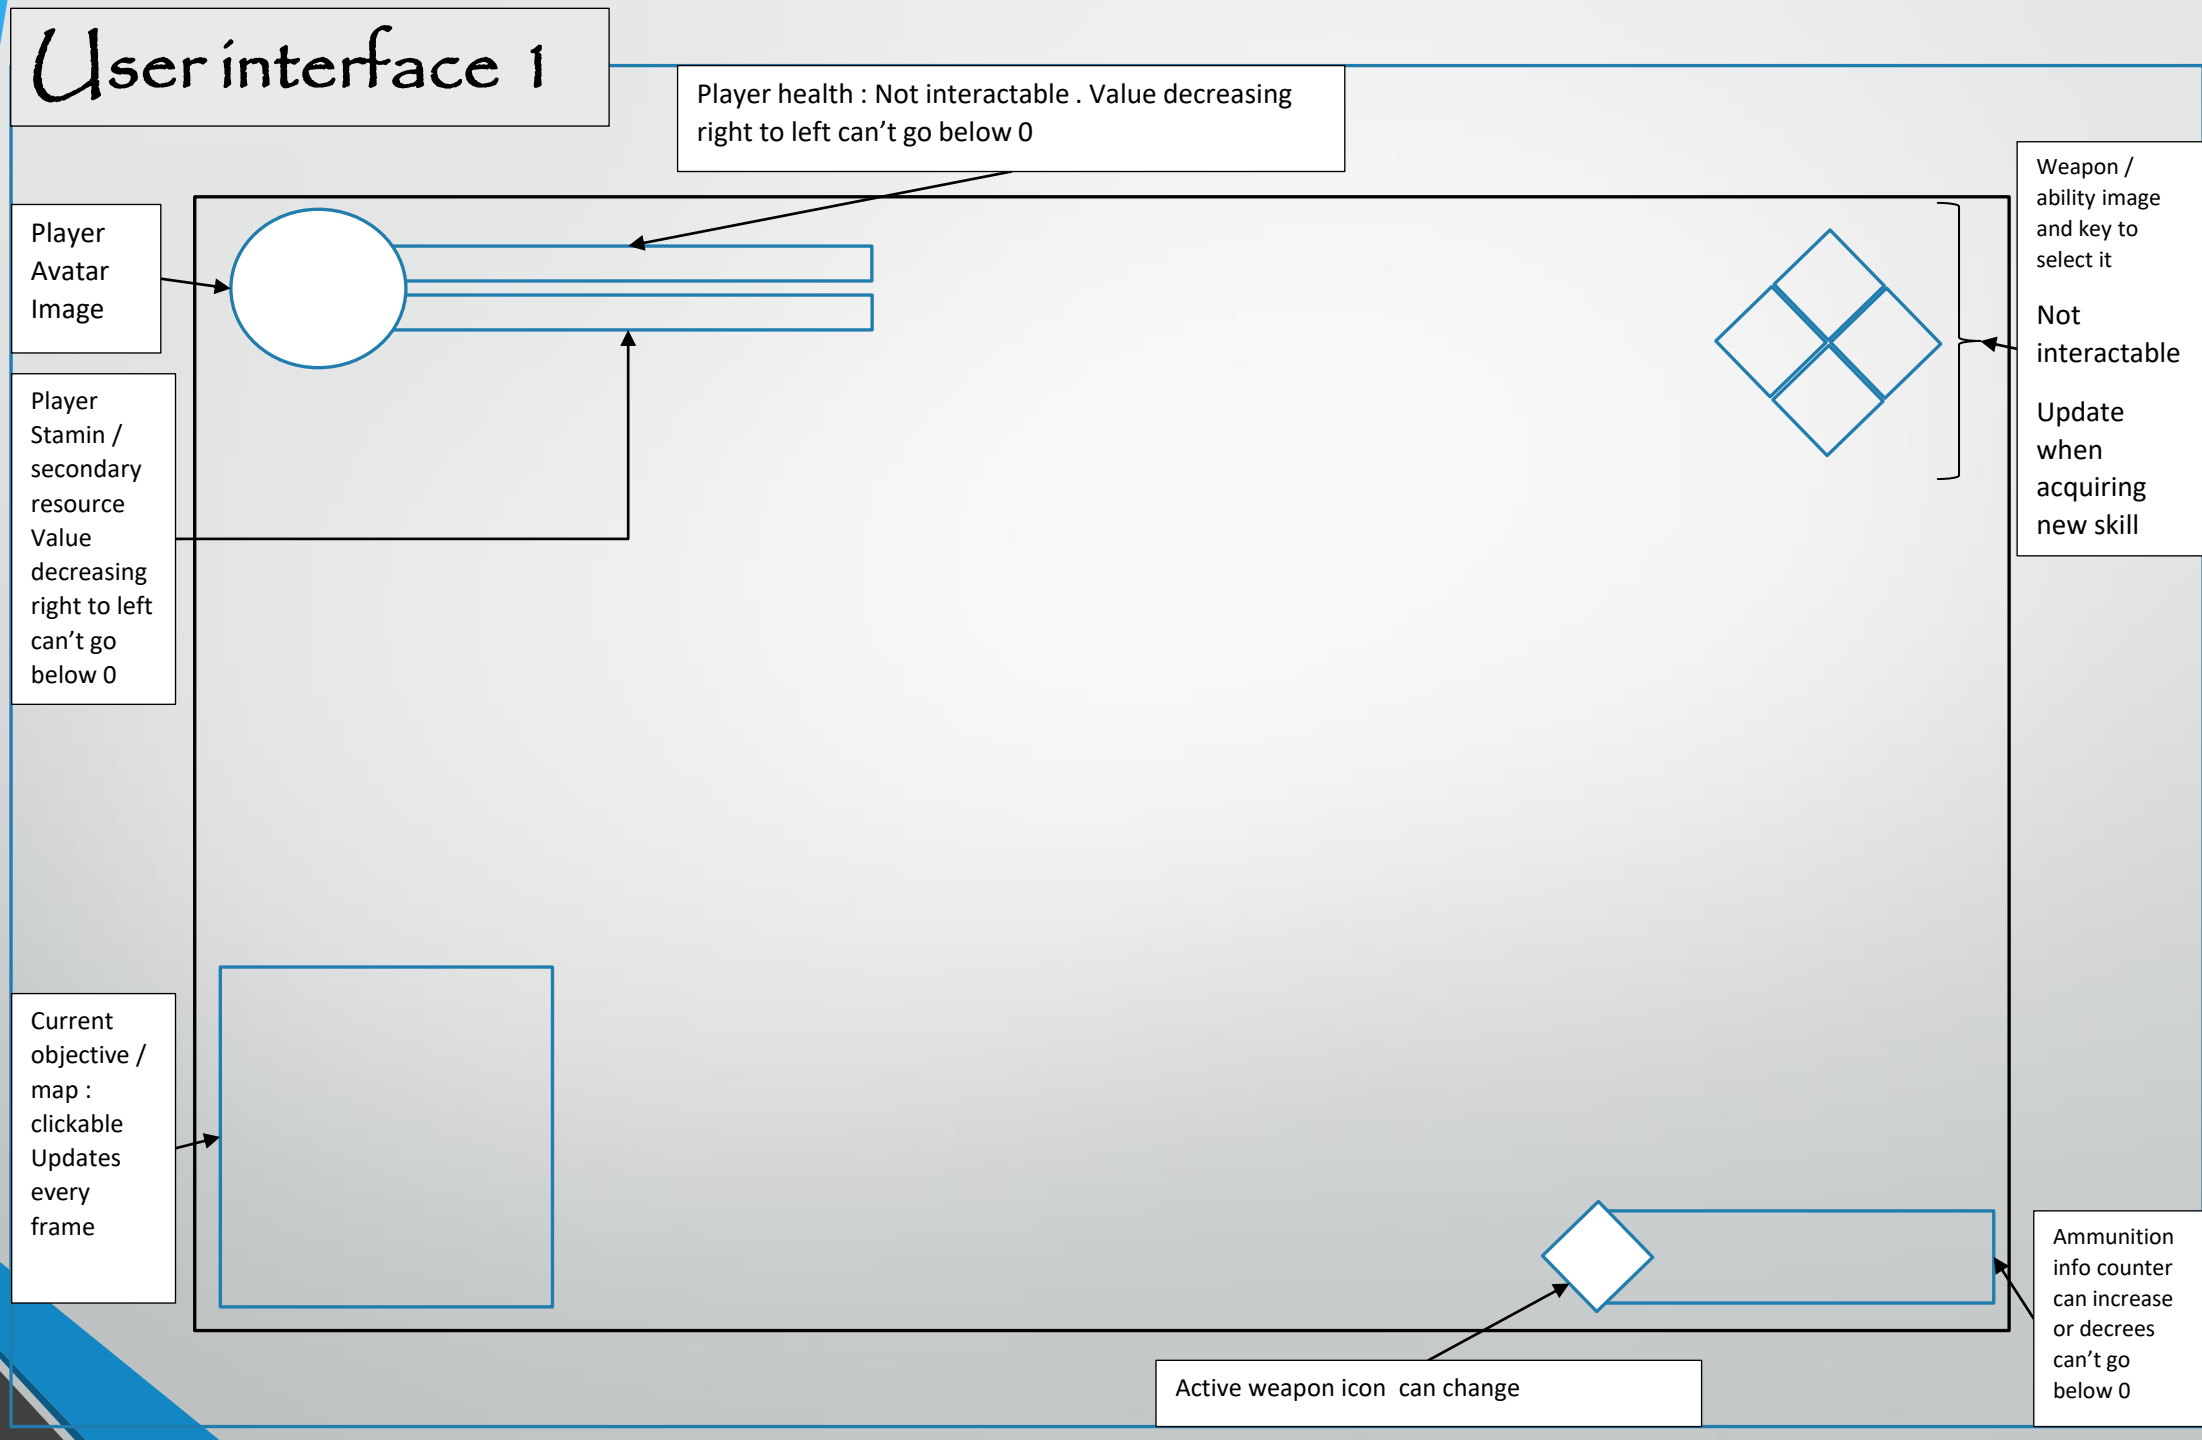 User interface 1
Player health : Not interactable . Value decreasing
right to left can’t go below 0
Weapon /
ability image
and key to
select it
Not
interactable
Update
when
acquiring
new skill
Player
Avatar
Image
Player
Stamin /
secondary
resource
Value
decreasing
right to left
can’t go
below 0
Current
objective /
map :
clickable
Updates
every
frame
Ammunition
info counter
can increase
or decrees
can’t go
below 0
Active weapon icon  can change